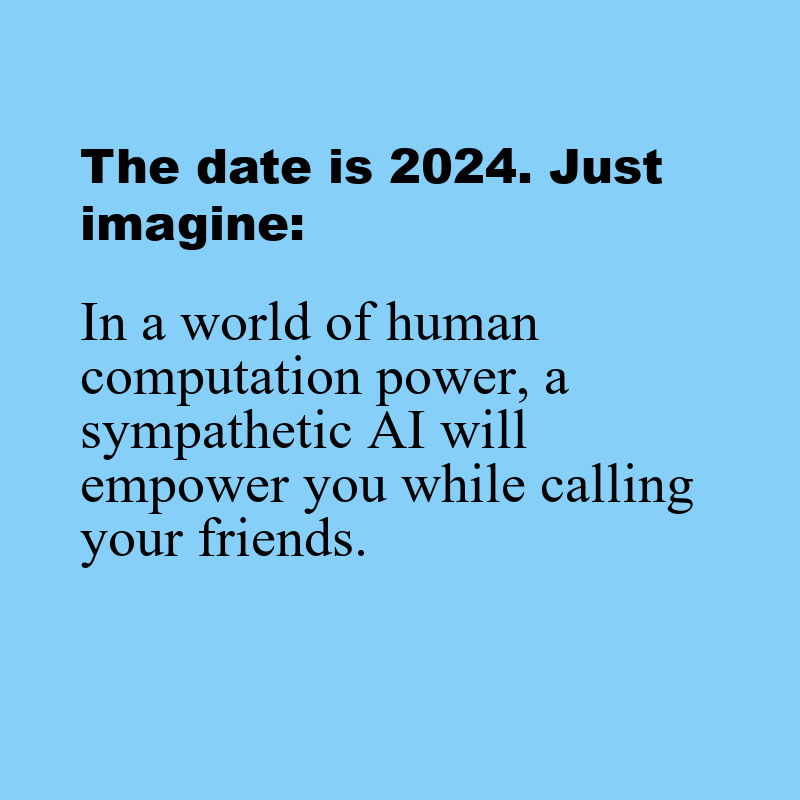 The date is 2024. Just
imagine:
In a world of human
computation power, a
sympathetic AI will
empower you while calling
your friends.